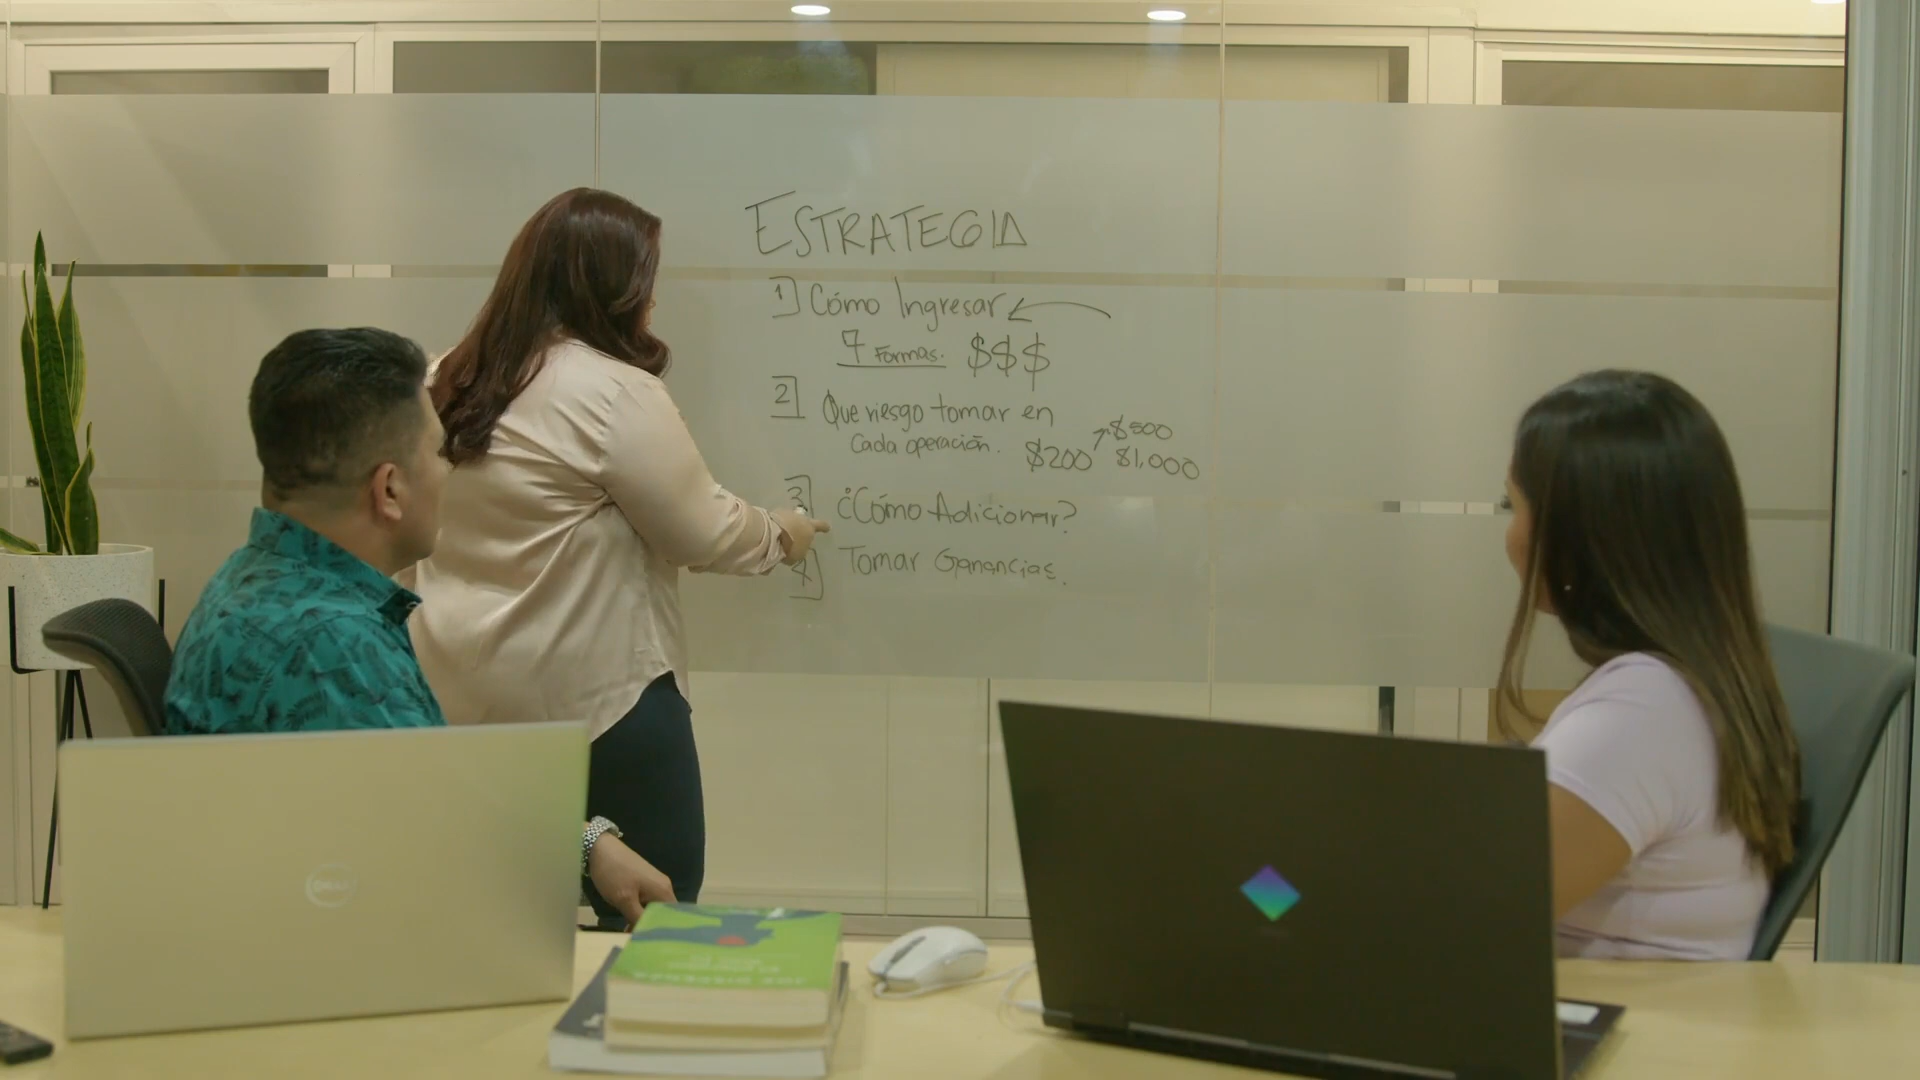 ESTRATEGIA
1] Cómo Ingresar
7 Formas. $$$
2] Que riesgo tomar en
Cada operación. $200 $500
$1,000
3] ¿Cómo Adicionar?
4] Tomar Ganancias.
DELL